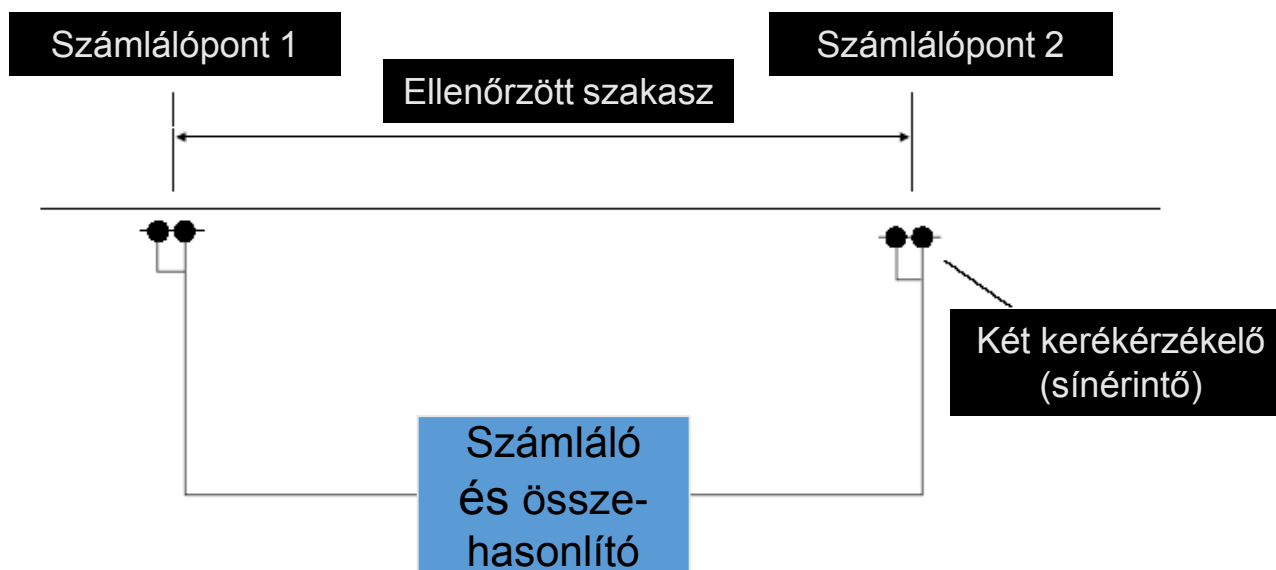 Számlálópont 1
Számlálópont 2
Ellenőrzött szakasz
Két kerékérzékelő
(sínérintő)
Számláló
és össze-
hasonlító